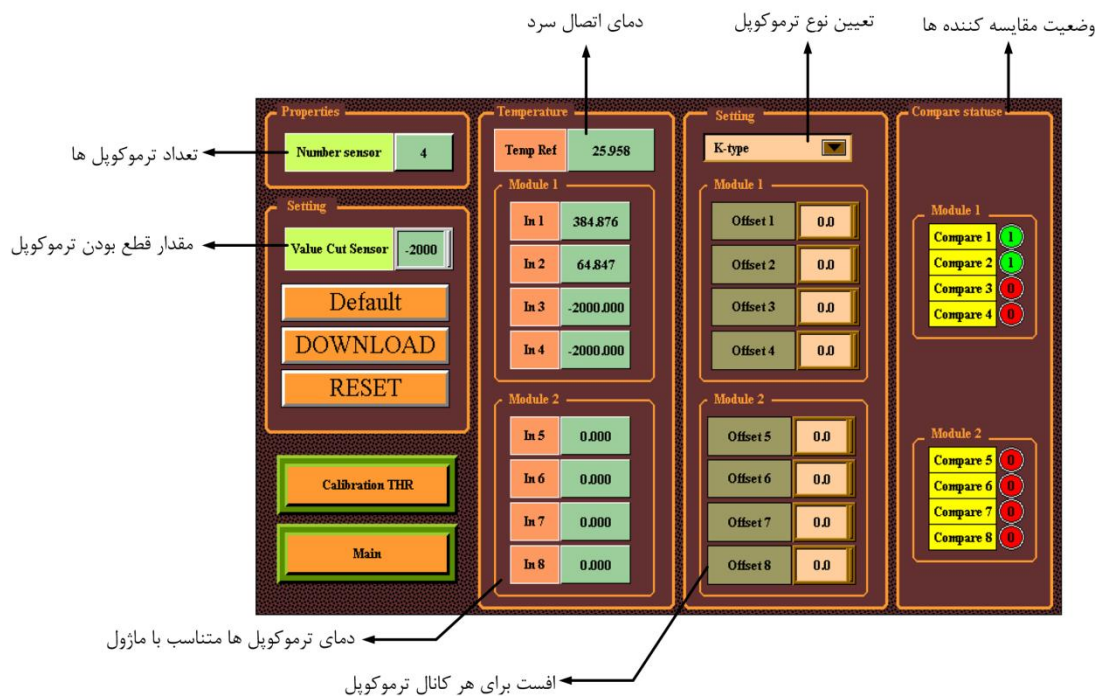 وضعیت مقایسه کننده ها
تعیین نوع ترموکوپل
دمای اتصال سرد
تعداد ترموکوپل ها
مقدار قطع بودن ترموکوپل
Properties
Number sensor 4
Setting
Value Cut Sensor -2000
Default
DOWNLOAD
RESET
Calibration THR
Main
Temperature
Temp Ref 25.958
Module 1
In 1 384.876
In 2 64.847
In 3 -2000.000
In 4 -2000.000
Module 2
In 5 0.000
In 6 0.000
In 7 0.000
In 8 0.000
Setting
K-type
Module 1
Offset 1 0.0
Offset 2 0.0
Offset 3 0.0
Offset 4 0.0
Module 2
Offset 5 0.0
Offset 6 0.0
Offset 7 0.0
Offset 8 0.0
Compare statuse
Module 1
Compare 1 1
Compare 2 1
Compare 3 0
Compare 4 0
Module 2
Compare 5 0
Compare 6 0
Compare 7 0
Compare 8 0
دمای ترموکوپل ها متناسب با ماژول
افست برای هر کانال ترموکوپل